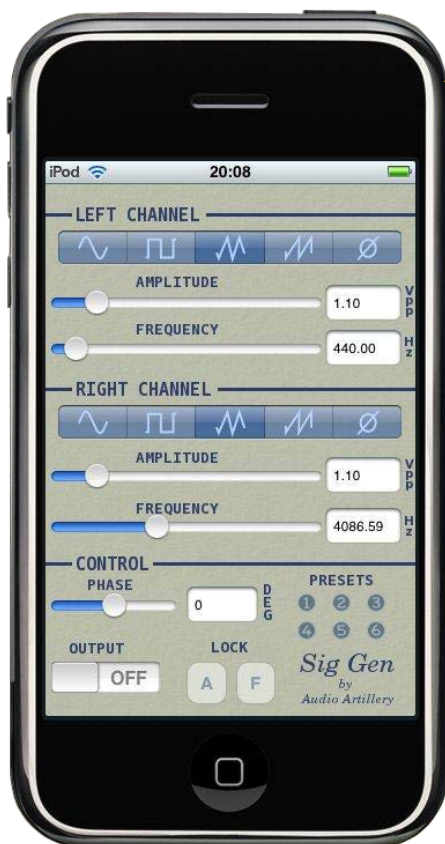 iPod 20:08
LEFT CHANNEL
AMPLITUDE
1.10 VPP
FREQUENCY
440.00 Hz
RIGHT CHANNEL
AMPLITUDE
1.10 VPP
FREQUENCY
4086.59 Hz
CONTROL
PHASE
0 DEG
PRESETS
1 2 3
4 5 6
OUTPUT
OFF
LOCK
A F
Sig Gen
by
Audio Artillery